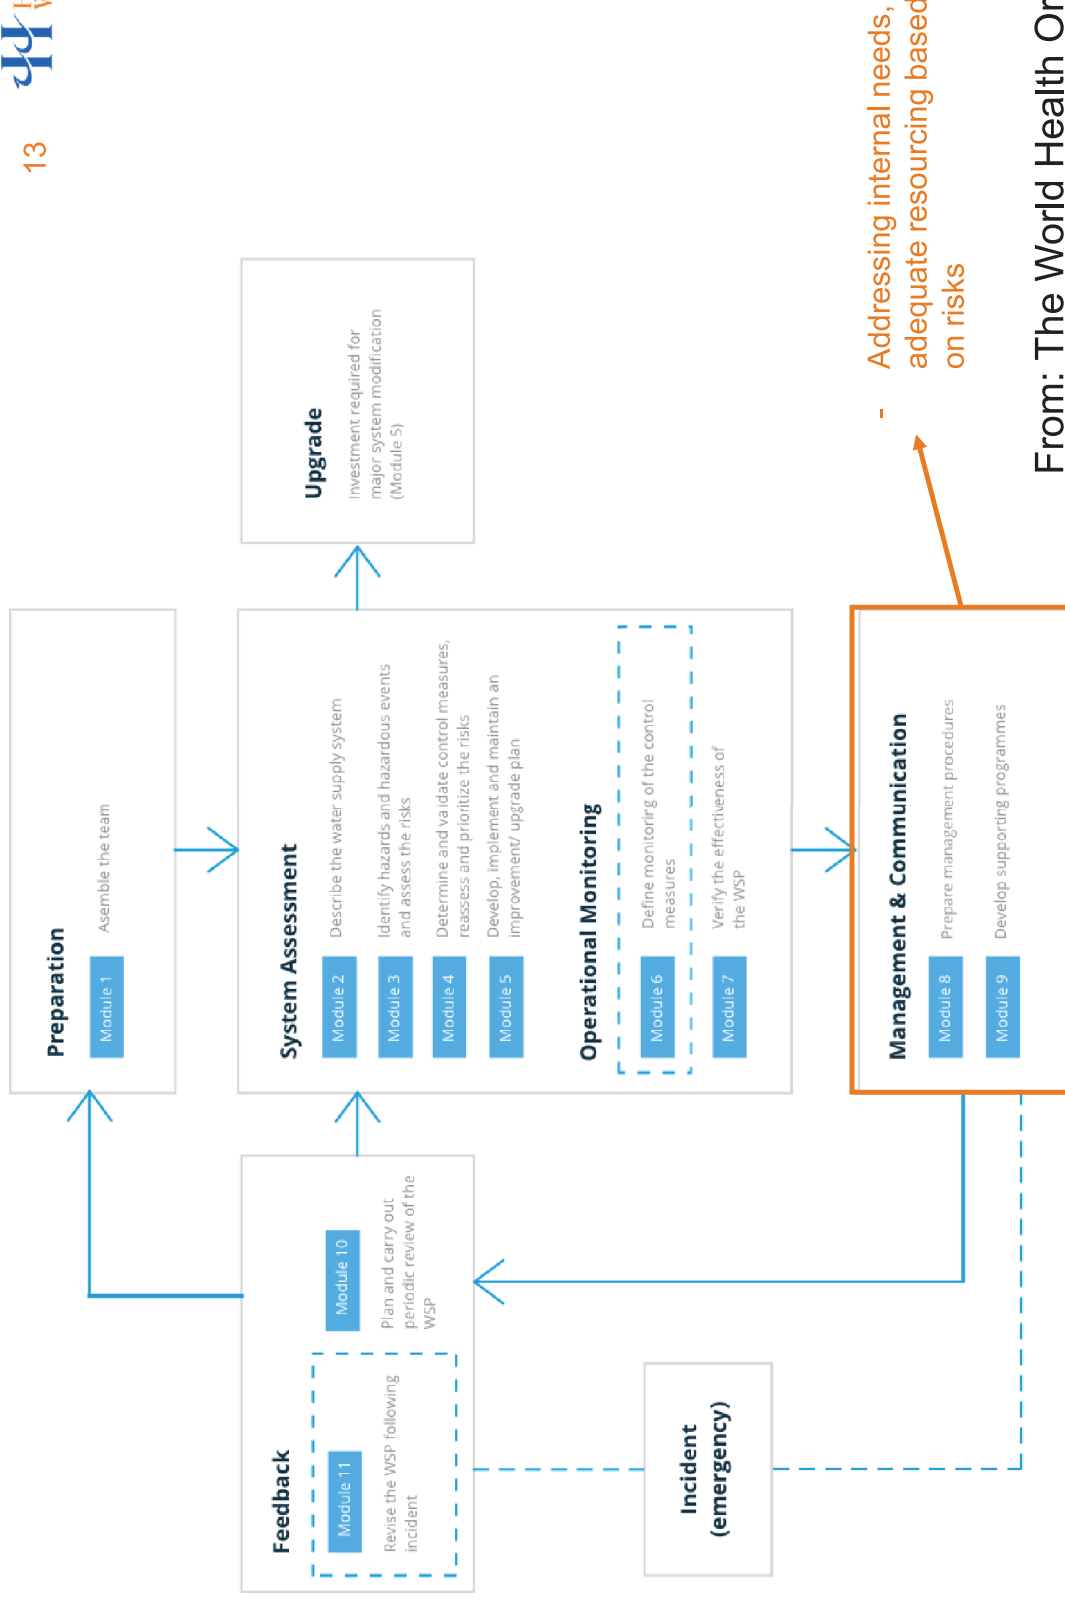 13
Preparation
Module 1
Asemble the team
System Assessment
Module 2
Describe the water supply system
Module 3
Identify hazards and hazardous events
and assess the risks
Module 4
Determine and vaidate control measures,
reassess and prioritize the risks
Module 5
Develop, implement and maintain an
improvement/ upgrade plan
Operational Monitoring
Module 6
Define monitoring of the control
measures
Module 7
Verify the effectiveness of
the WSP
Upgrade
Investment required for
major system modification
(Module 5)
Feedback
Module 11
Revise the WSP following
incident
Module 10
Plan and carry out
periodic review of the
WSP
Incident
(emergency)
Management & Communication
Module 8
Prepare management procedures
Module 9
Develop supporting programmes
- Addressing internal needs,
adequate resourcing based
on risks
From: The World Health